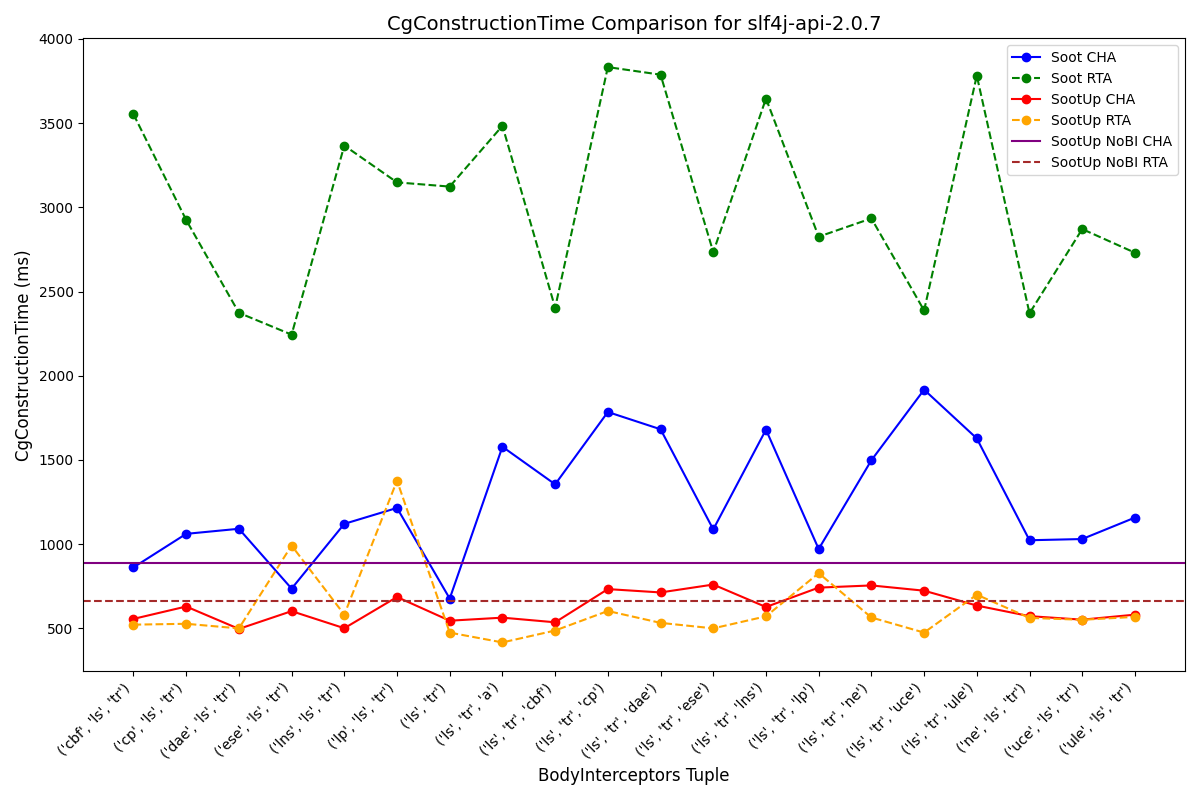 CgConstructionTime Comparison for slf4j-api-2.0.7
CgConstructionTime (ms)
4000
3500
3000
2500
2000
1500
1000
500
Soot CHA
Soot RTA
SootUp CHA
SootUp RTA
SootUp NoBI CHA
SootUp NoBI RTA
('cbf', 'ls', 'tr')
('cp', 'ls', 'tr')
('dae', 'ls', 'tr')
('ese', 'ls', 'tr')
('lns', 'ls', 'tr')
('lp', 'ls', 'tr')
('ls', 'tr')
('ls', 'tr', 'a')
('ls', 'tr', 'cbf')
('ls', 'tr', 'cp')
('ls', 'tr', 'dae')
('ls', 'tr', 'ese')
('ls', 'tr', 'lns')
('ls', 'tr', 'lp')
('ls', 'tr', 'ne')
('ls', 'tr', 'uce')
('ls', 'tr', 'ule')
('ne', 'ls', 'tr')
('uce', 'ls', 'tr')
('ule', 'ls', 'tr')
BodyInterceptors Tuple